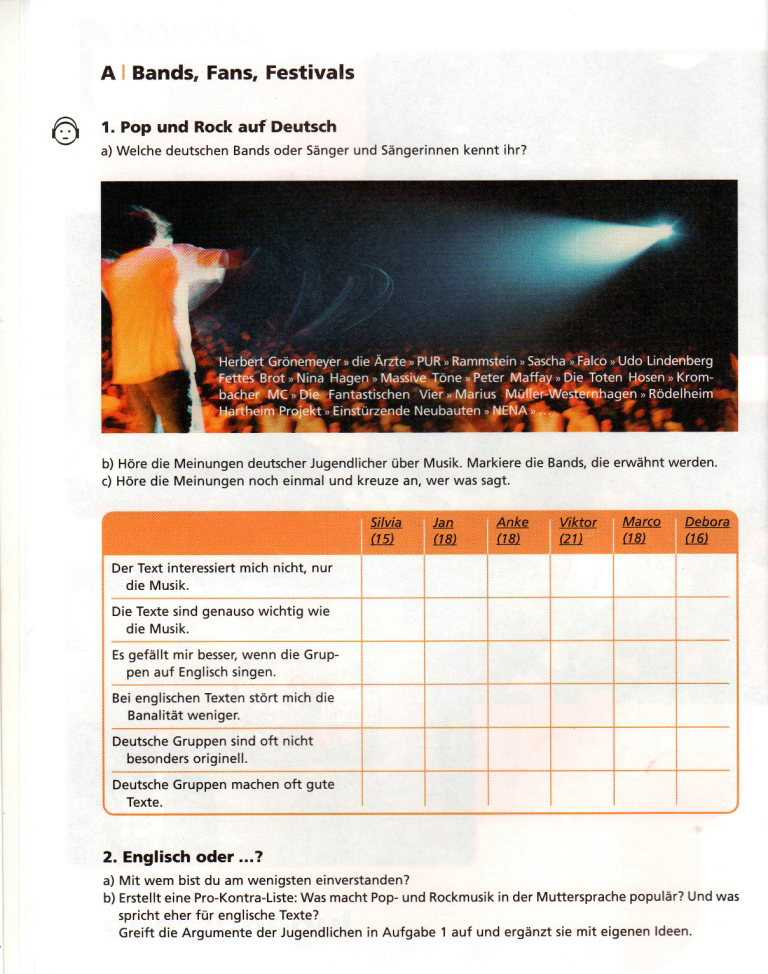 A | Bands, Fans, Festivals
1. Pop und Rock auf Deutsch
a) Welche deutschen Bands oder Sänger und Sängerinnen kennt ihr?
Herbert Grönemeyer » die Ärzte » PUR » Rammstein » Sascha » Falco » Udo Lindenberg
Fettes Brot » Nina Hagen » Massive Töne » Peter Maffay » Die Toten Hosen » Krom-
bacher MC » Die Fantastischen Vier » Marius Müller-Westernhagen » Rödelheim
Hartheim Projekt » Einstürzende Neubauten » NENA » ...
b) Höre die Meinungen deutscher Jugendlicher über Musik. Markiere die Bands, die erwähnt werden.
c) Höre die Meinungen noch einmal und kreuze an, wer was sagt.
Silvia Jan Anke Viktor Marco Debora
(15) (18) (18) (21) (18) (16)
Der Text interessiert mich nicht, nur
die Musik.
Die Texte sind genauso wichtig wie
die Musik.
Es gefällt mir besser, wenn die Grup-
pen auf Englisch singen.
Bei englischen Texten stört mich die
Banalität weniger.
Deutsche Gruppen sind oft nicht
besonders originell.
Deutsche Gruppen machen oft gute
Texte.
2. Englisch oder ...?
a) Mit wem bist du am wenigsten einverstanden?
b) Erstellt eine Pro-Kontra-Liste: Was macht Pop- und Rockmusik in der Muttersprache populär? Und was
spricht eher für englische Texte?
Greift die Argumente der Jugendlichen in Aufgabe 1 auf und ergänzt sie mit eigenen Ideen.